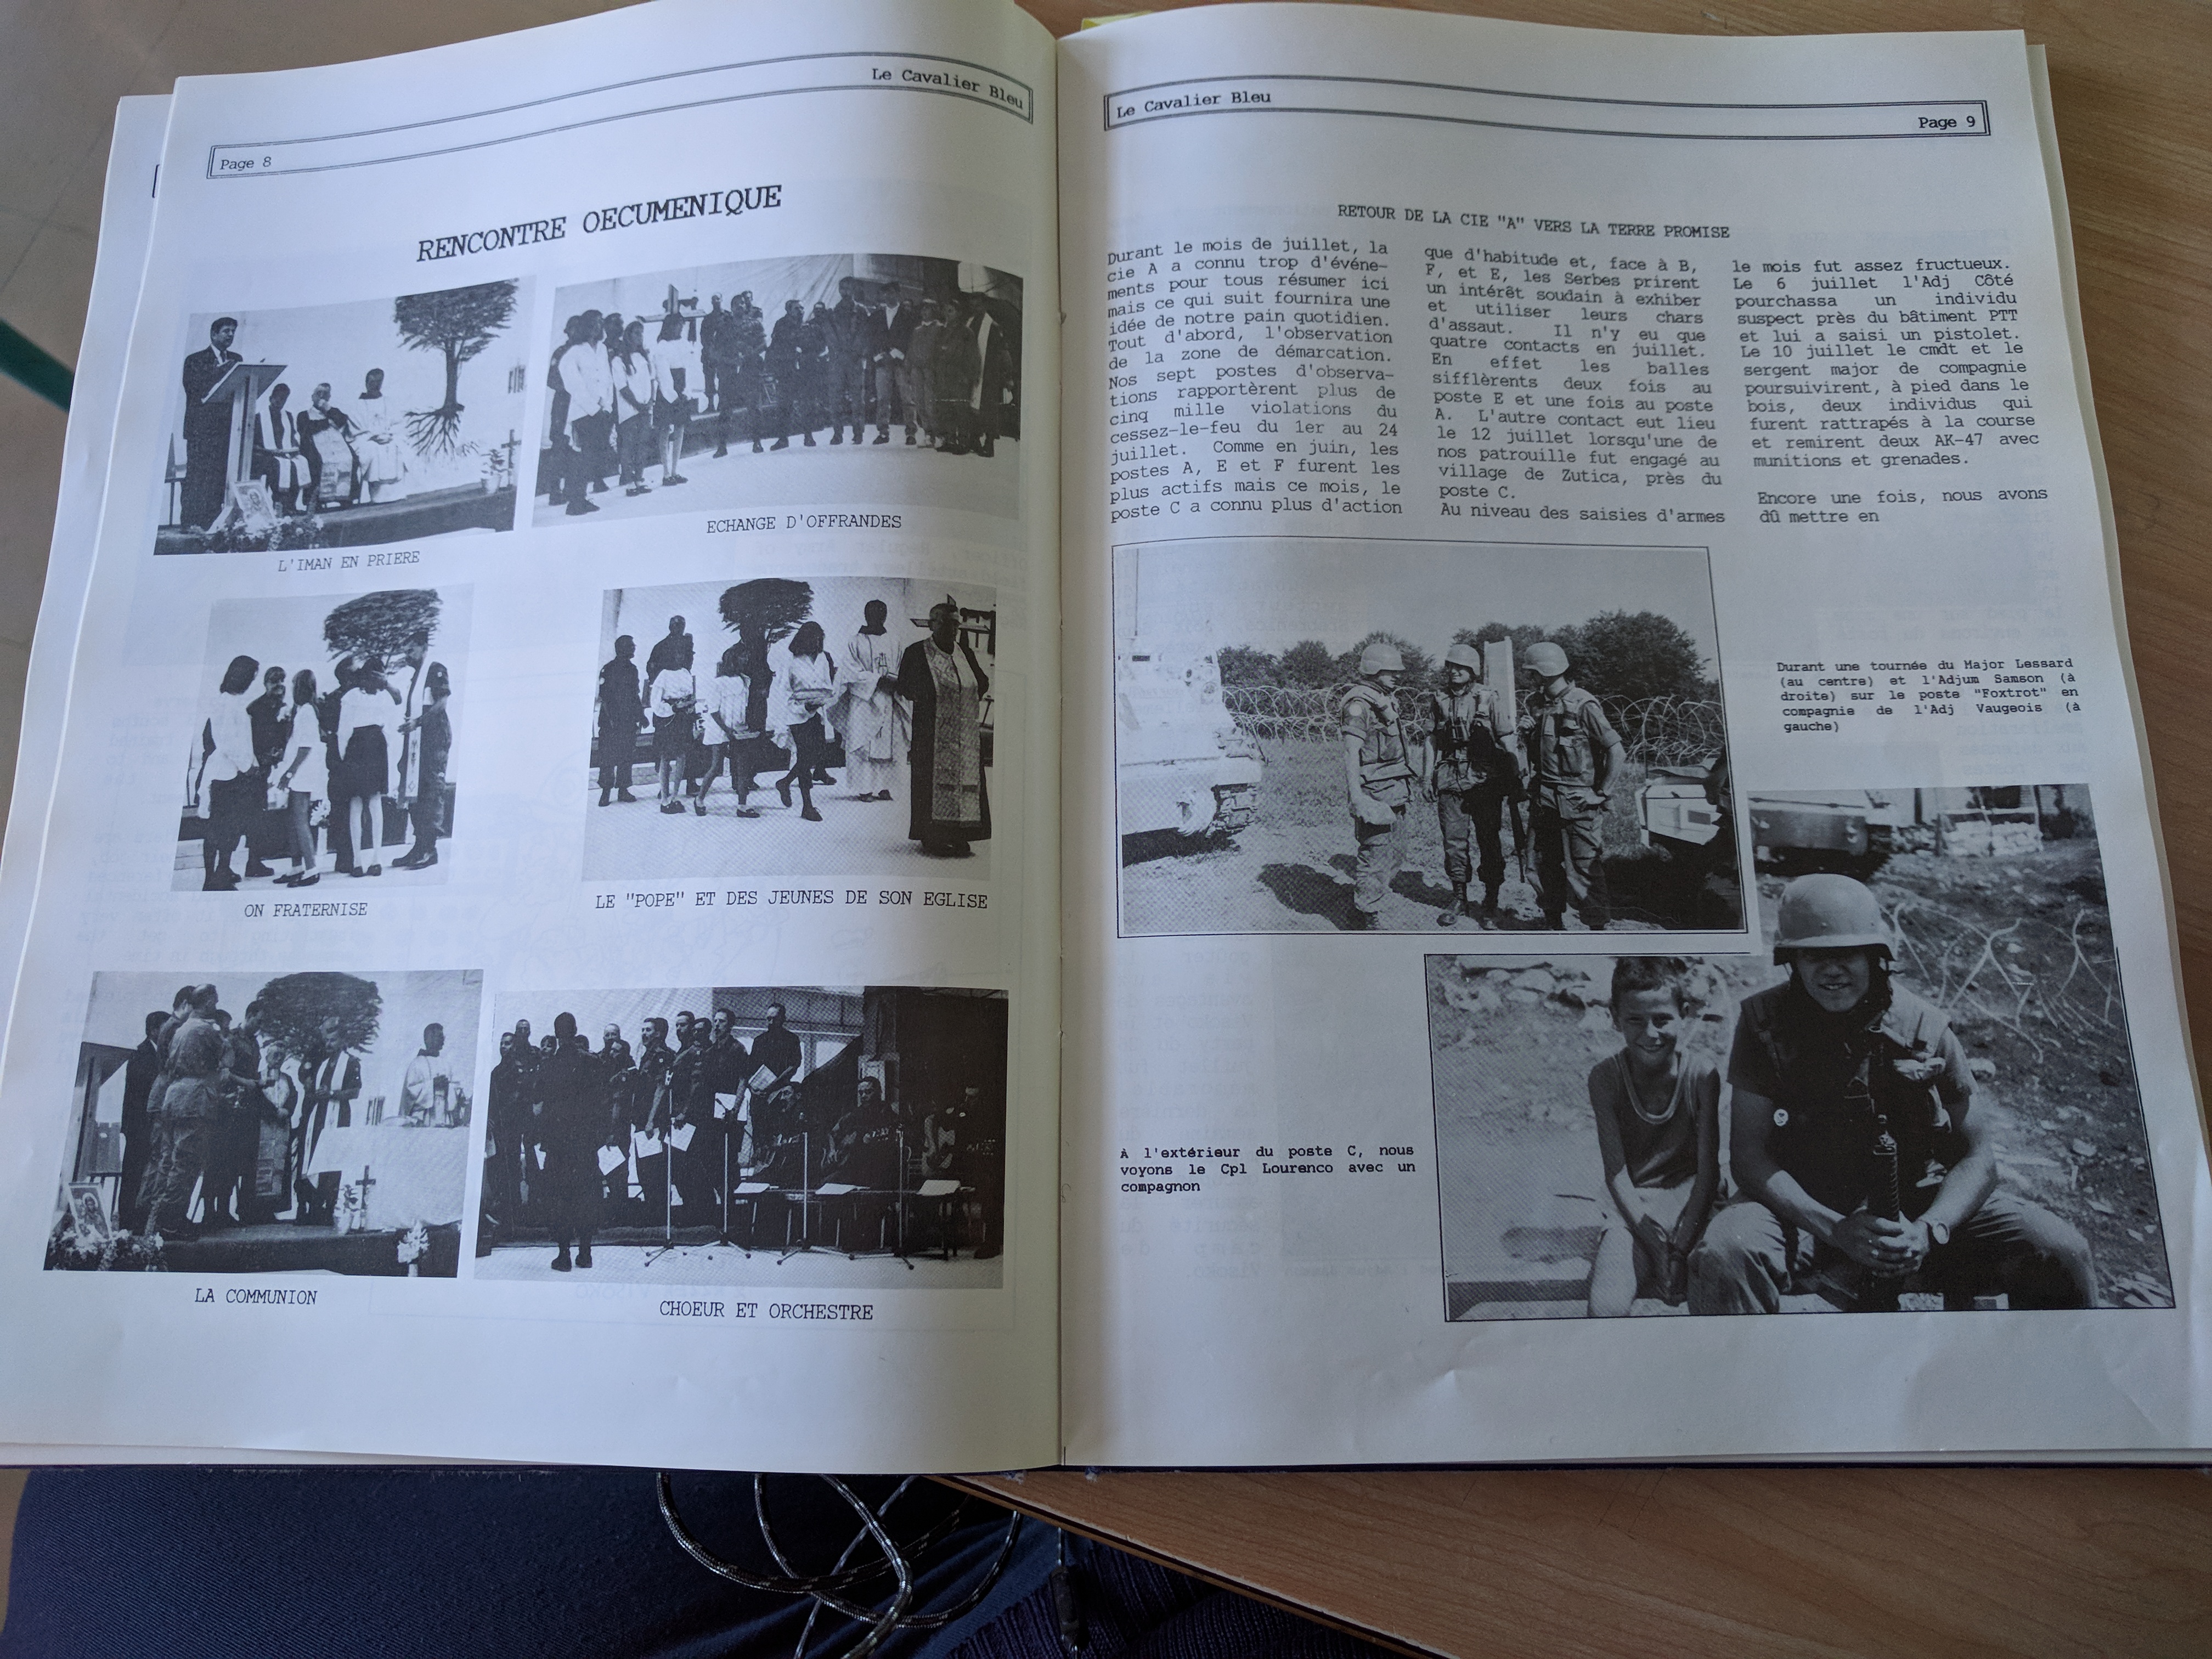 Le Cavalier Bleu
Page 8
RENCONTRE OECUMENIQUE
L'IMAN EN PRIERE
ECHANGE D'OFFRANDES
ON FRATERNISE
LE "POPE" ET DES JEUNES DE SON EGLISE
LA COMMUNION
CHOEUR ET ORCHESTRE
Le Cavalier Bleu
Page 9
RETOUR DE LA CIE "A" VERS LA TERRE PROMISE
Durant le mois de juillet, la
cie A a connu trop d'événe-
ments pour tous résumer ici
mais ce qui suit fournira une
idée de notre pain quotidien.
Tout d'abord, l'observation
de la zone de démarcation.
Nos sept postes d'observa-
tions rapportèrent plus de
cinq mille violations du
cessez-le-feu du 1er au 24
juillet. Comme en juin, les
postes A, E et F furent les
plus actifs mais ce mois, le
poste C a connu plus d'action
que d'habitude et, face à B,
F, et E, les Serbes prirent
un intérêt soudain à exhiber
et utiliser leurs chars
d'assaut. Il n'y eu que
quatre contacts en juillet.
En effet les balles
sifflèrents deux fois au
poste E et une fois au poste
A. L'autre contact eut lieu
le 12 juillet lorsqu'une de
nos patrouille fut engagé au
village de Zutica, près du
poste C.
Au niveau des saisies d'armes
le mois fut assez fructueux.
Le 6 juillet l'Adj Côté
pourchassa un individu
suspect près du bâtiment PTT
et lui a saisi un pistolet.
Le 10 juillet le cmdt et le
sergent major de compagnie
poursuivirent, à pied dans le
bois, deux individus qui
furent rattrapés à la course
et remirent deux AK-47 avec
munitions et grenades.
Encore une fois, nous avons
dû mettre en
Durant une tournée du Major Lessard
(au centre) et l'Adjum Samson (à
droite) sur le poste "Foxtrot" en
compagnie de l'Adj Vaugeois (à
gauche)
A l'extérieur du poste C, nous
voyons le Cpl Lourenco avec un
compagnon